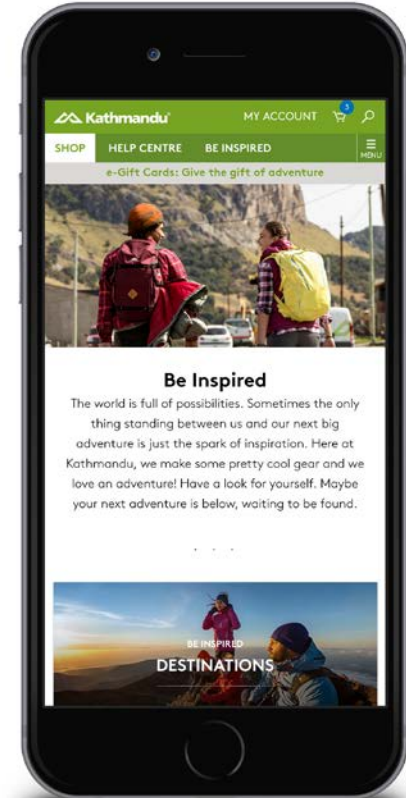 Kathmandu®
MY ACCOUNT
3
SHOP
HELP CENTRE
BE INSPIRED
MENU
e-Gift Cards: Give the gift of adventure
Be Inspired
The world is full of possibilities. Sometimes the only
thing standing between us and our next big
adventure is just the spark of inspiration. Here at
Kathmandu, we make some pretty cool gear and we
love an adventure! Have a look for yourself. Maybe
your next adventure is below, waiting to be found.
. . .
BE INSPIRED
DESTINATIONS